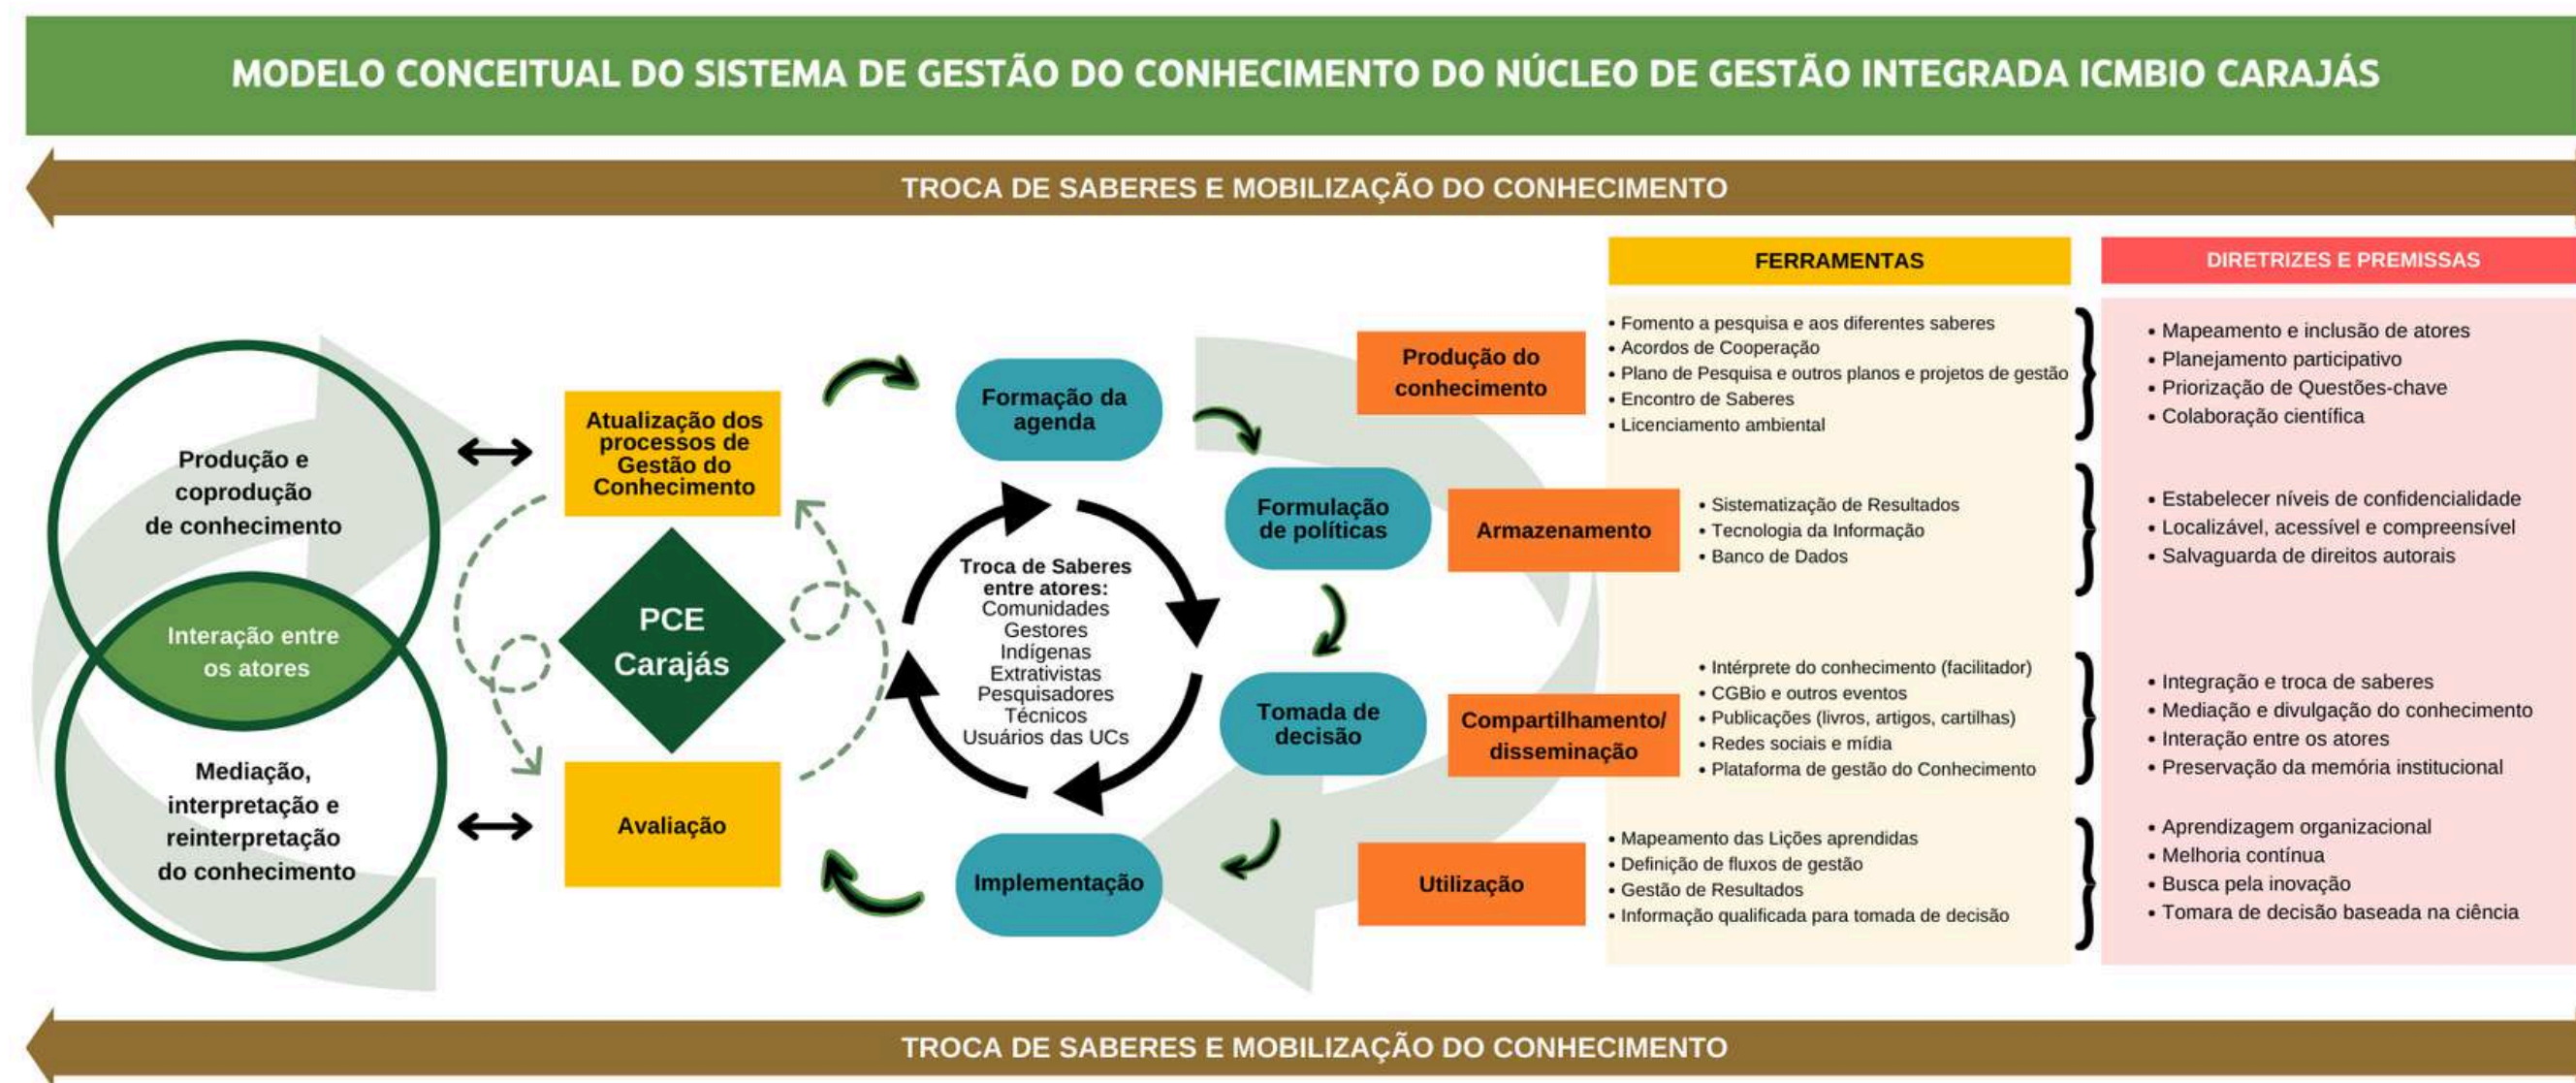 MODELO CONCEITUAL DO SISTEMA DE GESTÃO DO CONHECIMENTO DO NÚCLEO DE GESTÃO INTEGRADA ICMBIO CARAJÁS
TROCA DE SABERES E MOBILIZAÇÃO DO CONHECIMENTO
Produção e
coprodução
de conhecimento
Interação entre
os atores
Mediação,
interpretação e
reinterpretação
do conhecimento
Atualização dos
processos de
Gestão do
Conhecimento
PCE
Carajás
Avaliação
Formação da
agenda
Formulação
de políticas
Tomada de
decisão
Implementação
Troca de Saberes
entre atores:
Comunidades
Gestores
Indígenas
Extrativistas
Pesquisadores
Técnicos
Usuários das UCs
Produção do
conhecimento
Armazenamento
Compartilhamento/
disseminação
Utilização
FERRAMENTAS
• Fomento a pesquisa e aos diferentes saberes
• Acordos de Cooperação
• Plano de Pesquisa e outros planos e projetos de gestão
• Encontro de Saberes
• Licenciamento ambiental
• Sistematização de Resultados
• Tecnologia da Informação
• Banco de Dados
• Intérprete do conhecimento (facilitador)
• CGBio e outros eventos
• Publicações (livros, artigos, cartilhas)
• Redes sociais e mídia
• Plataforma de gestão do Conhecimento
• Mapeamento das Lições aprendidas
• Definição de fluxos de gestão
• Gestão de Resultados
• Informação qualificada para tomada de decisão
DIRETRIZES E PREMISSAS
• Mapeamento e inclusão de atores
• Planejamento participativo
• Priorização de Questões-chave
• Colaboração científica
• Estabelecer níveis de confidencialidade
• Localizável, acessível e compreensível
• Salvaguarda de direitos autorais
• Integração e troca de saberes
• Mediação e divulgação do conhecimento
• Interação entre os atores
• Preservação da memória institucional
• Aprendizagem organizacional
• Melhoria contínua
• Busca pela inovação
• Tomara de decisão baseada na ciência
TROCA DE SABERES E MOBILIZAÇÃO DO CONHECIMENTO